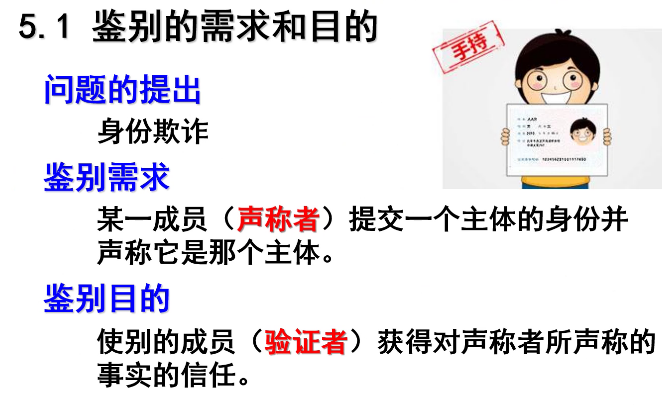 5.1 鉴别的需求和目的
手持
问题的提出
身份欺诈
鉴别需求
某一成员（声称者）提交一个主体的身份并
声称它是那个主体。
鉴别目的
使别的成员（验证者）获得对声称者所声称的
事实的信任。